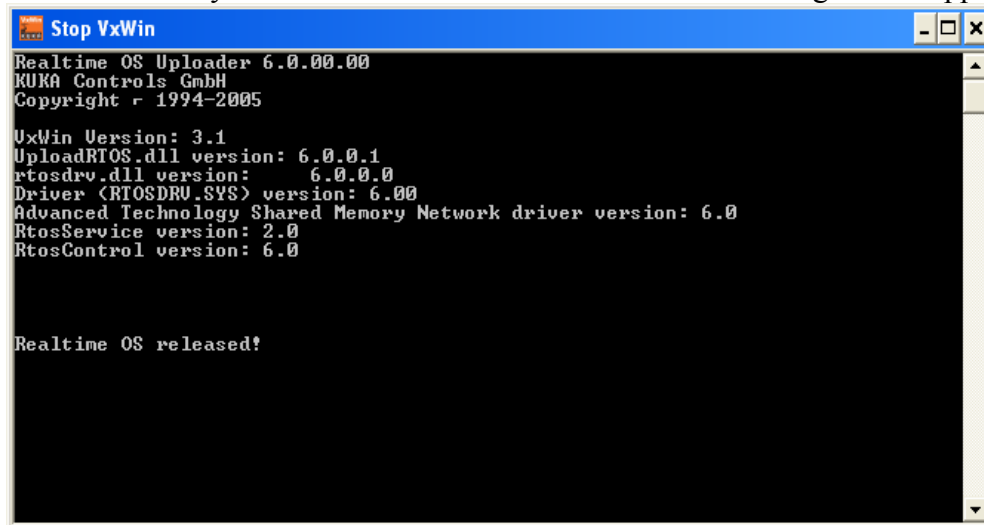 Stop VxWin
Realtime OS Uploader 6.0.00.00
KUKA Controls GmbH
Copyright ⌐ 1994-2005
VxWin Version: 3.1
UploadRTOS.dll version: 6.0.0.1
rtosdrv.dll version: 6.0.0.0
Driver (RTOSDRV.SYS) version: 6.00
Advanced Technology Shared Memory Network driver version: 6.0
RtosService version: 2.0
RtosControl version: 6.0
Realtime OS released!